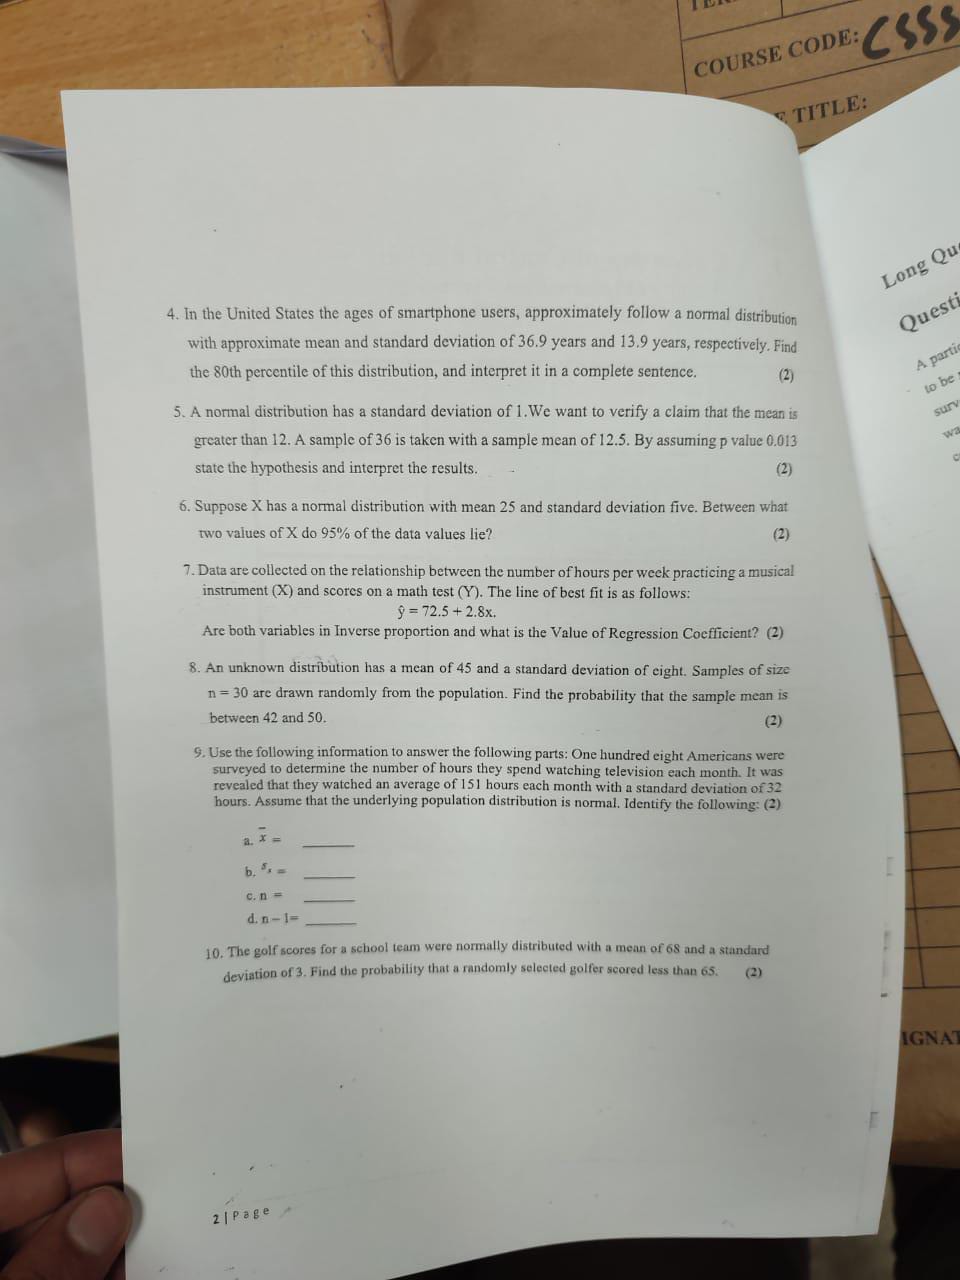 COURSE CODE: CSSS
E TITLE:
Long Que
Questi
A partic
to be
surv
wa
4. In the United States the ages of smartphone users, approximately follow a normal distribution
with approximate mean and standard deviation of 36.9 years and 13.9 years, respectively. Find
the 80th percentile of this distribution, and interpret it in a complete sentence. (2)
5. A normal distribution has a standard deviation of 1.We want to verify a claim that the mean is
greater than 12. A sample of 36 is taken with a sample mean of 12.5. By assuming p value 0.013
state the hypothesis and interpret the results. (2)
6. Suppose X has a normal distribution with mean 25 and standard deviation five. Between what
two values of X do 95% of the data values lie? (2)
7. Data are collected on the relationship between the number of hours per week practicing a musical
instrument (X) and scores on a math test (Y). The line of best fit is as follows:
ŷ = 72.5 + 2.8x.
Are both variables in Inverse proportion and what is the Value of Regression Coefficient? (2)
8. An unknown distribution has a mean of 45 and a standard deviation of eight. Samples of size
n = 30 are drawn randomly from the population. Find the probability that the sample mean is
between 42 and 50. (2)
9. Use the following information to answer the following parts: One hundred eight Americans were
surveyed to determine the number of hours they spend watching television each month. It was
revealed that they watched an average of 151 hours each month with a standard deviation of 32
hours. Assume that the underlying population distribution is normal. Identify the following: (2)
a. x̄ = ______
b. sₓ = ______
c. n = ______
d. n – 1= ______
10. The golf scores for a school team were normally distributed with a mean of 68 and a standard
deviation of 3. Find the probability that a randomly selected golfer scored less than 65. (2)
IGNAT
2 | Page